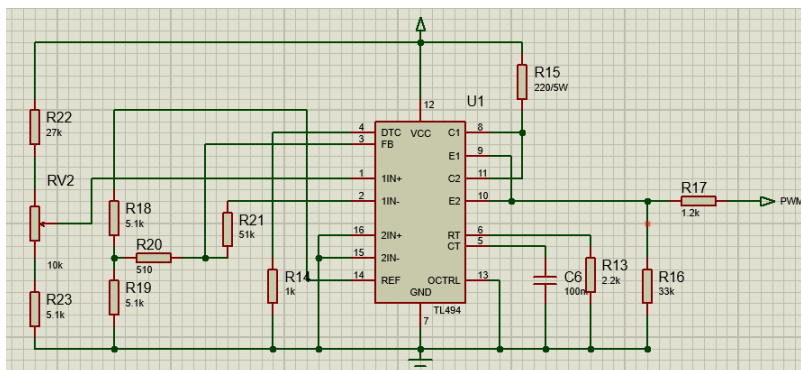 R15
220/5W
U1
R22
27k
12
VCC
4
DTC
C1
8
3
FB
E1
9
RV2
1
1IN+
C2
11
2
1IN-
E2
10
R17
1.2k
PWM
R18
5.1k
R21
51k
R20
510
10k
16
2IN+
RT
6
15
2IN-
CT
5
R19
5.1k
R14
1k
14
REF
OCTRL
13
GND
C6
100n
R13
2.2k
R16
33k
R23
5.1k
TL494
7